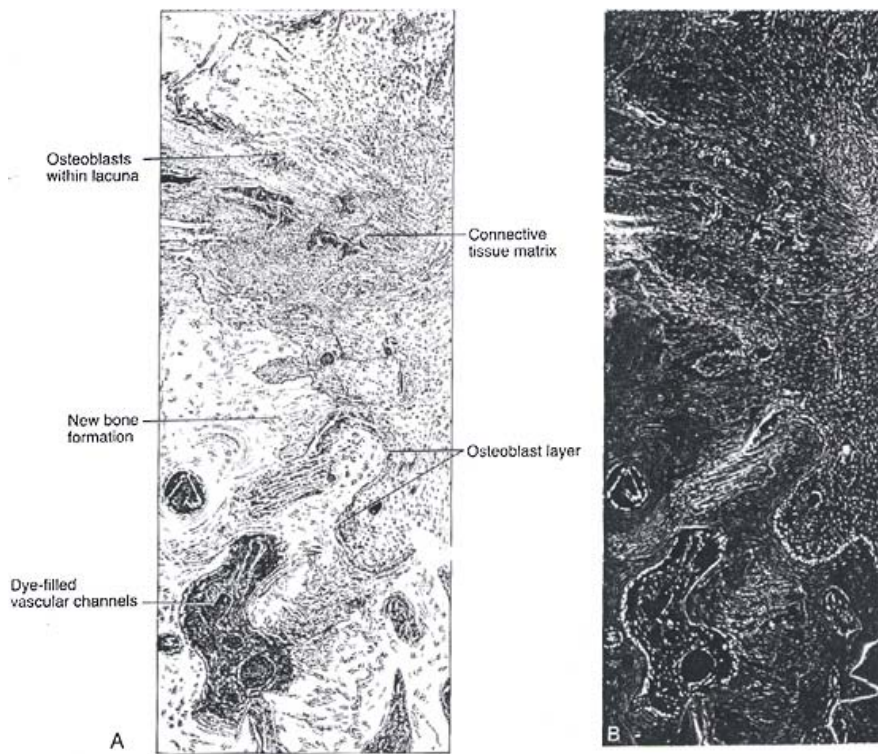 Osteoblasts
within lacuna
Connective
tissue matrix
New bone
formation
Osteoblast layer
Dye-filled
vascular channels
A
B